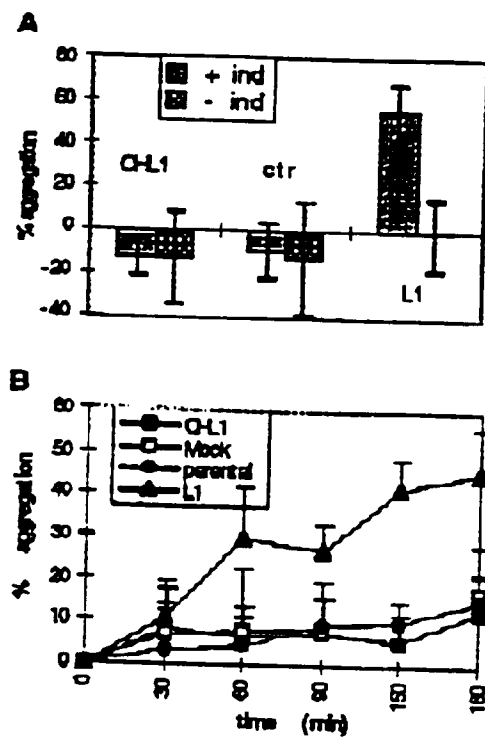 A
80
60
40
20
0
-20
-40
% aggregation
+ ind
- ind
CHL1
ctr
L1
B
60
50
40
30
20
10
0
% aggregation
CHL1
Mock
parental
L1
0
30
60
90
150
180
time (min)